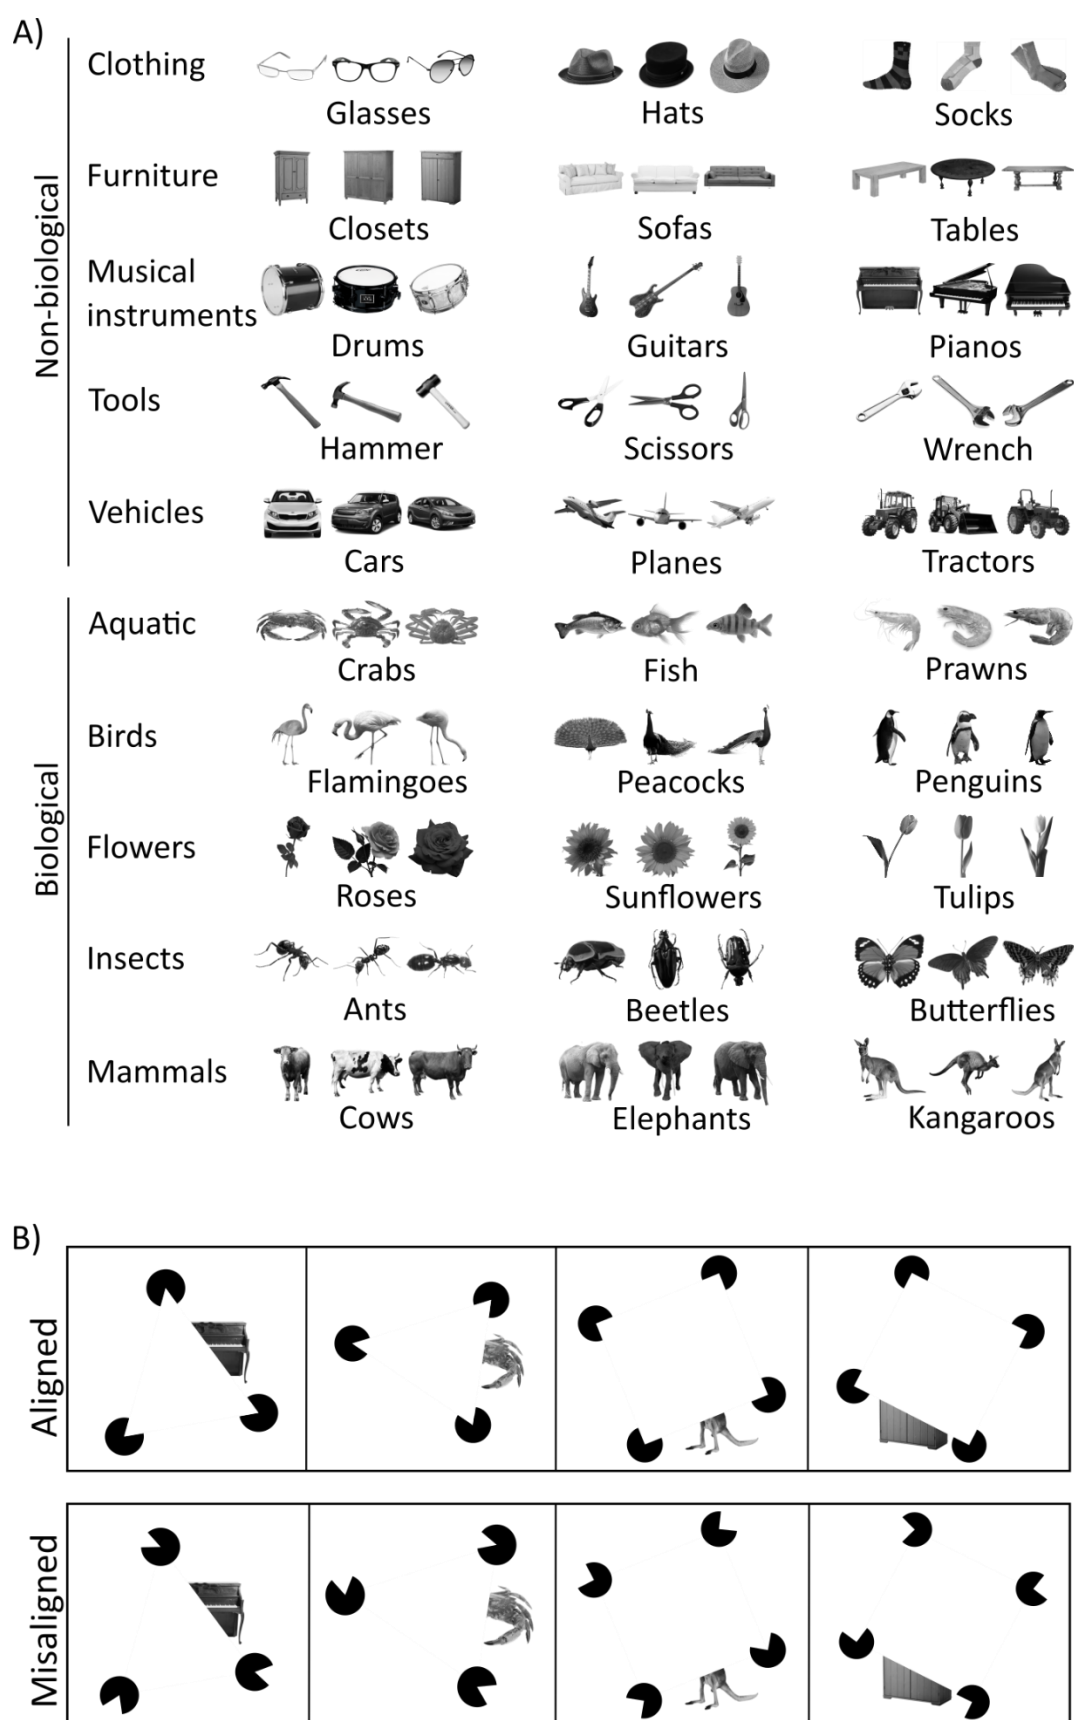 A)
Non-biological
Clothing
Glasses
Hats
Socks
Furniture
Closets
Sofas
Tables
Musical
instruments
Drums
Guitars
Pianos
Tools
Hammer
Scissors
Wrench
Vehicles
Cars
Planes
Tractors
Biological
Aquatic
Crabs
Fish
Prawns
Birds
Flamingoes
Peacocks
Penguins
Flowers
Roses
Sunflowers
Tulips
Insects
Ants
Beetles
Butterflies
Mammals
Cows
Elephants
Kangaroos
B)
Aligned
Misaligned